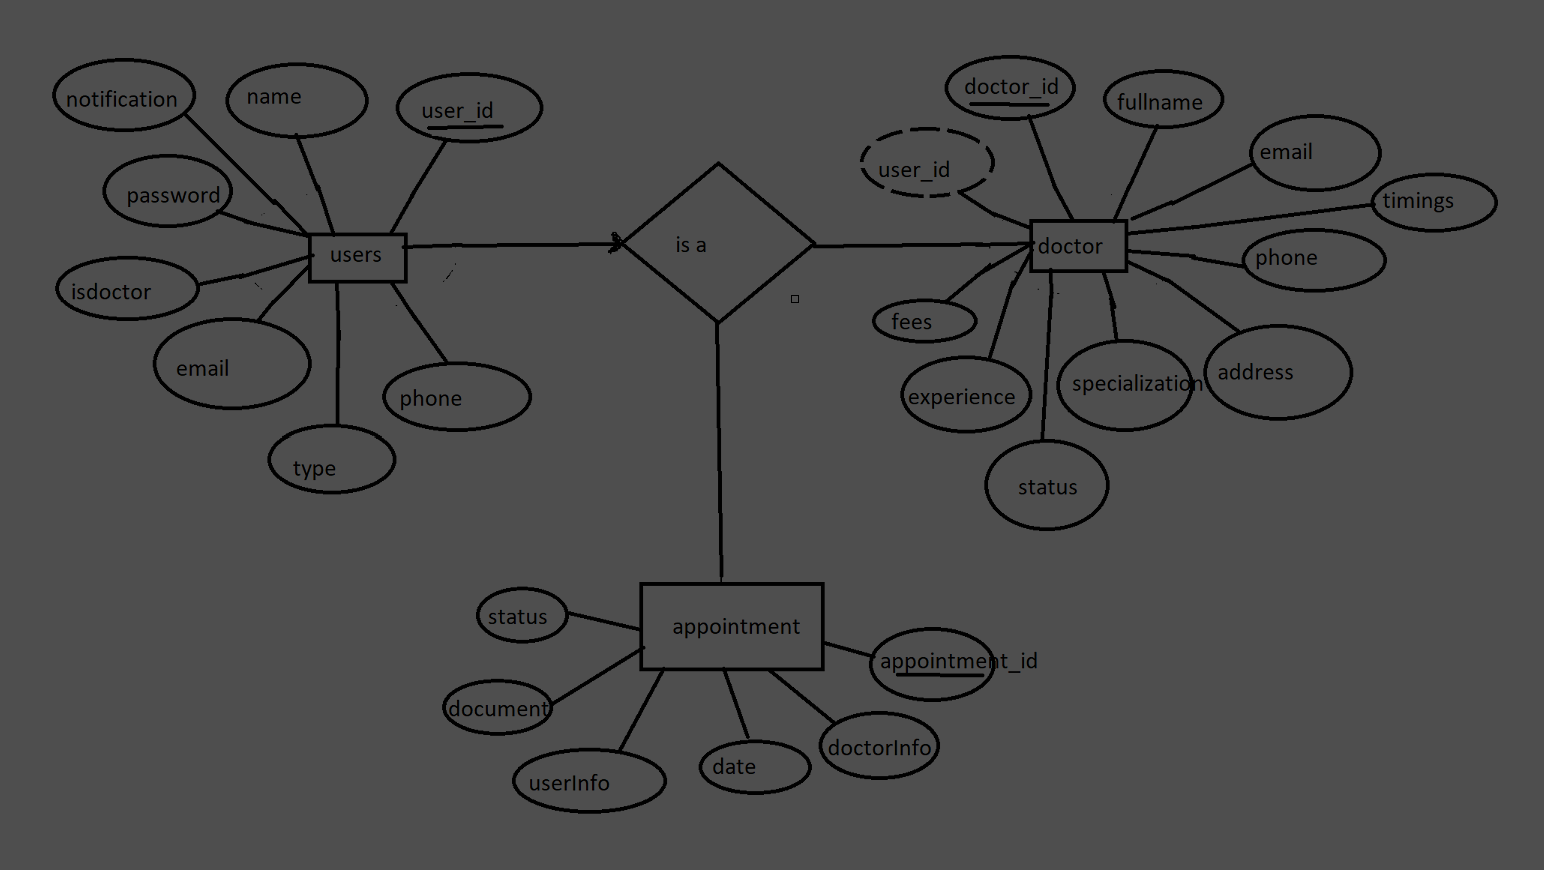 notification
name
user_id
password
users
isdoctor
email
type
phone
is a
doctor_id
fullname
user_id
email
timings
doctor
phone
fees
experience
specialization
address
status
appointment
status
appointment_id
document
userInfo
date
doctorInfo